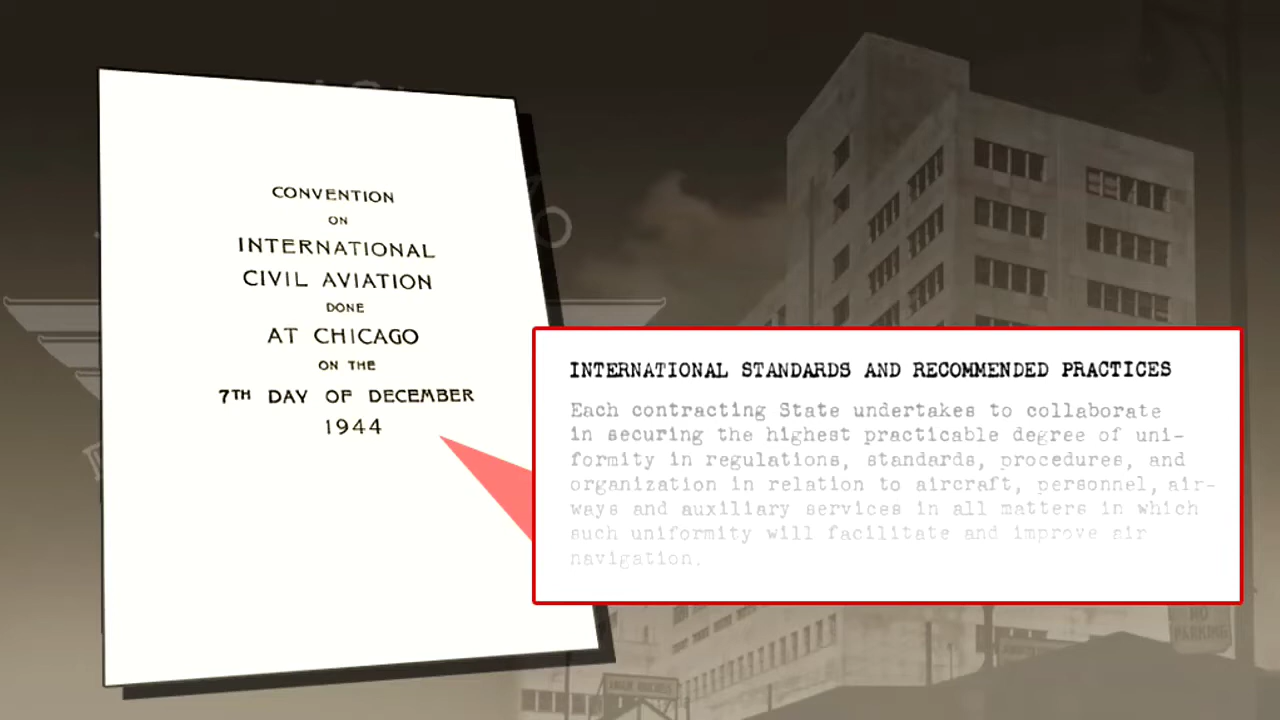 CONVENTION
ON
INTERNATIONAL
CIVIL AVIATION
DONE
AT CHICAGO
ON THE
7TH DAY OF DECEMBER
1944
INTERNATIONAL STANDARDS AND RECOMMENDED PRACTICES
Each contracting State undertakes to collaborate
in securing the highest practicable degree of uni-
formity in regulations, standards, procedures, and
organization in relation to aircraft, personnel, air-
ways and auxiliary services in all matters in which
such uniformity will facilitate and improve air
navigation.
NO
PARKING